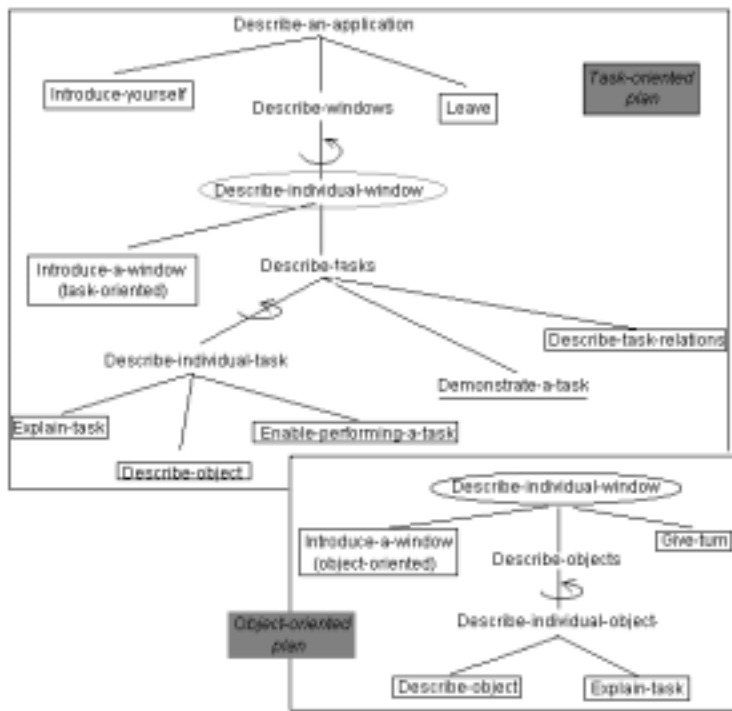 Describe-an-application
Introduce-yourself
Describe-windows
Leave
Task-oriented
plan
Describe-individual-window
Introduce-a-window
(task-oriented)
Describe-tasks
Describe-task-relations
Describe-individual-task
Demonstrate-a-task
Explain-task
Enable-performing-a-task
Describe-object
Describe-individual-window
Introduce-a-window
(object-oriented)
Give-turn
Describe-objects
Object-oriented
plan
Describe-individual-object
Describe-object
Explain-task